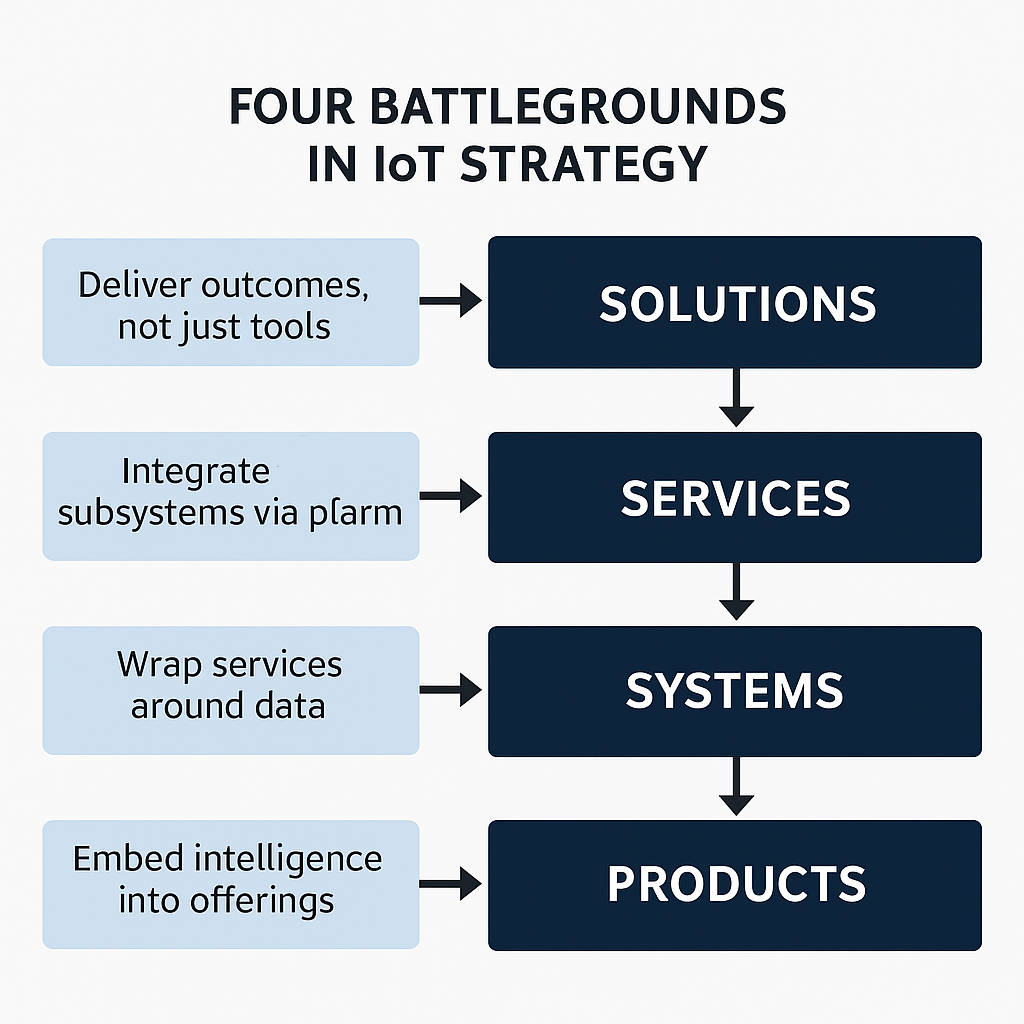 FOUR BATTLEGROUNDS
IN IoT STRATEGY
Deliver outcomes,
not just tools
SOLUTIONS
Integrate
subsystems via plarm
SERVICES
Wrap services
around data
SYSTEMS
Embed intelligence
into offerings
PRODUCTS